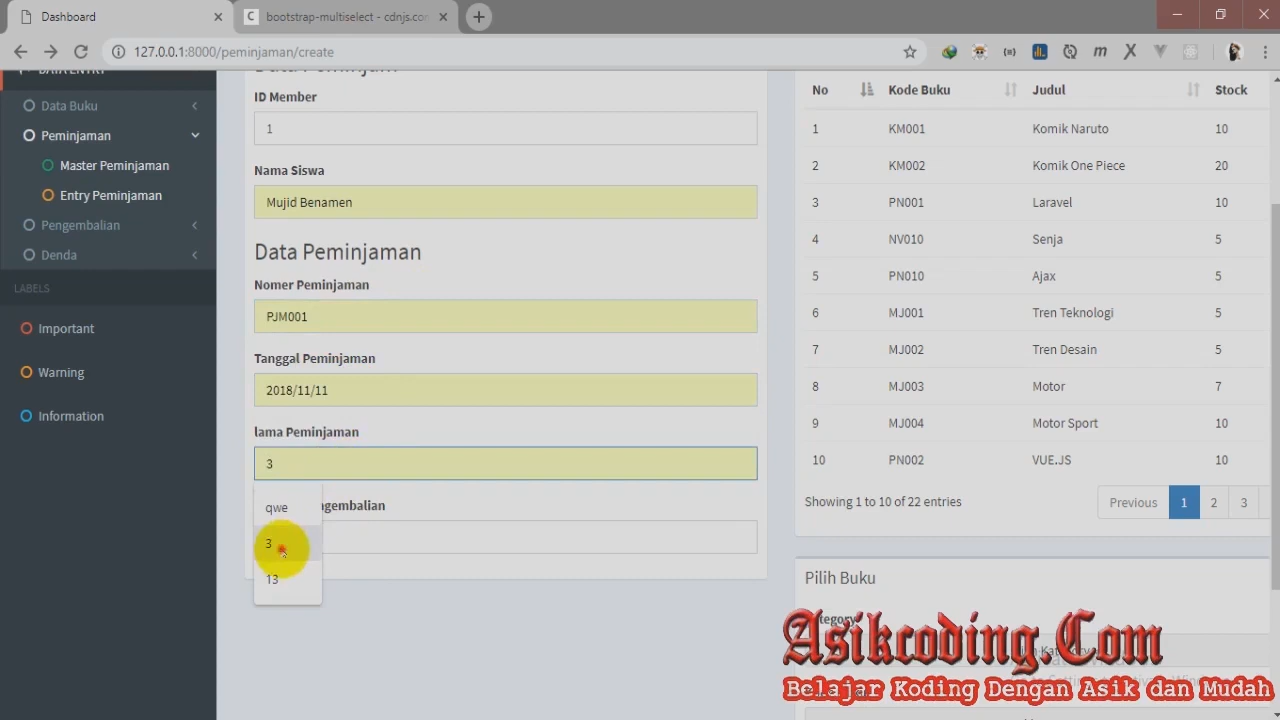 Dashboard
bootstrap-multiselect - cdnjs.com
127.0.0.1:8000/peminjaman/create
Data Buku
Peminjaman
Master Peminjaman
Entry Peminjaman
Pengembalian
Denda
LABELS
Important
Warning
Information
Data Peminjam
ID Member
1
Nama Siswa
Mujid Benamen
Data Peminjaman
Nomer Peminjaman
PJM001
Tanggal Peminjaman
2018/11/11
lama Peminjaman
3
qwe
3
13
ngembalian
No Kode Buku Judul Stock
1 KM001 Komik Naruto 10
2 KM002 Komik One Piece 20
3 PN001 Laravel 10
4 NV010 Senja 5
5 PN010 Ajax 5
6 MJ001 Tren Teknologi 5
7 MJ002 Tren Desain 5
8 MJ003 Motor 7
9 MJ004 Motor Sport 10
10 PN002 VUE.JS 10
Showing 1 to 10 of 22 entries
Previous 1 2 3
Pilih Buku
Asikcoding.Com
Belajar Koding Dengan Asik dan Mudah